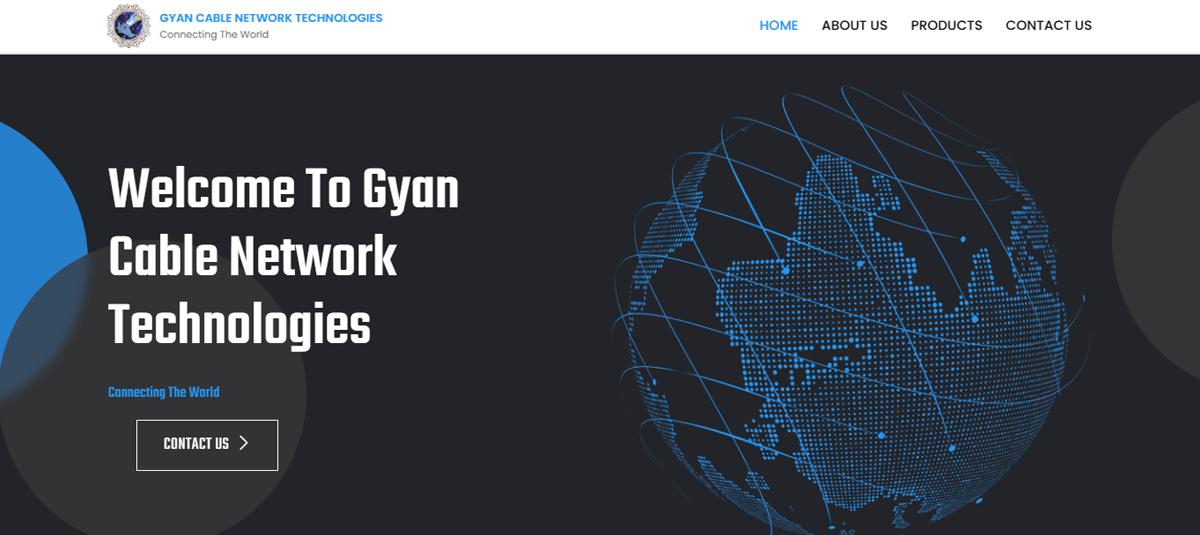 GYAN CABLE NETWORK TECHNOLOGIES
Connecting The World
HOME ABOUT US PRODUCTS CONTACT US
Welcome To Gyan
Cable Network
Technologies
Connecting The World
CONTACT US